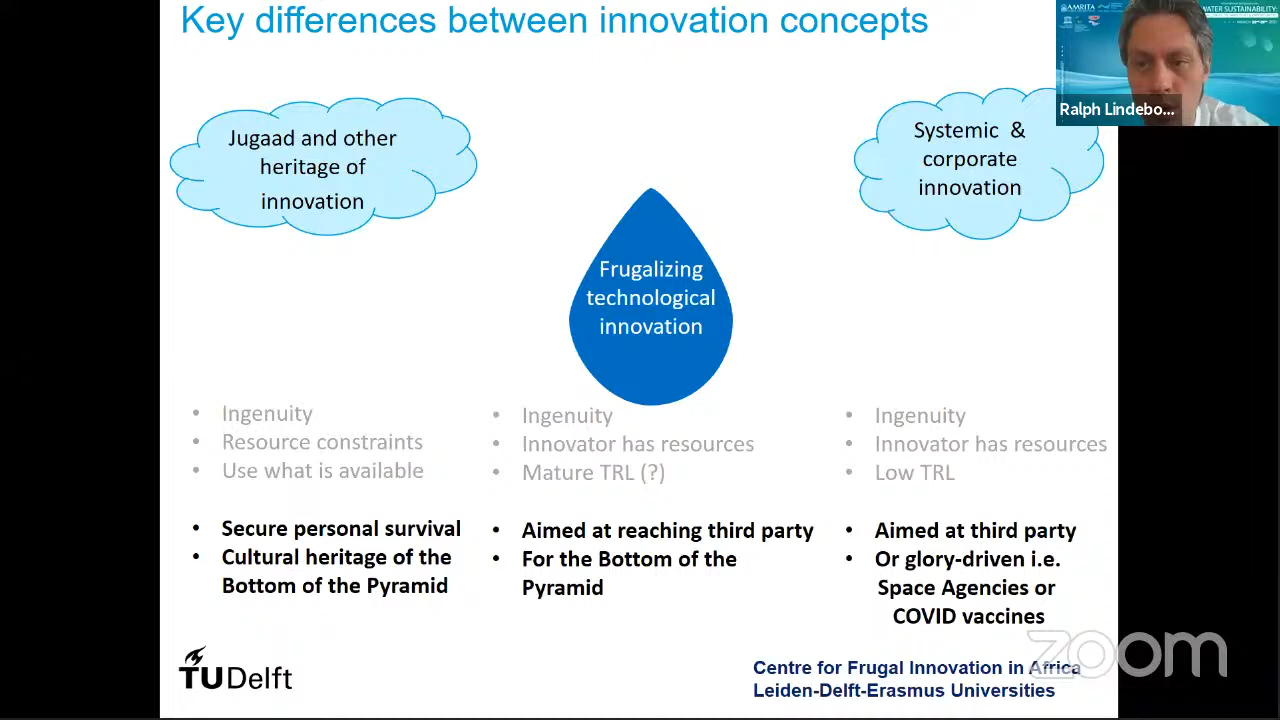 Key differences between innovation concepts
AMRITA
WATER SUSTAINABILITY:
Ralph Lindebo...
Jugaad and other
heritage of
innovation
Systemic &
corporate
innovation
Frugalizing
technological
innovation
• Ingenuity
• Resource constraints
• Use what is available
• Secure personal survival
• Cultural heritage of the
Bottom of the Pyramid
• Ingenuity
• Innovator has resources
• Mature TRL (?)
• Aimed at reaching third party
• For the Bottom of the
Pyramid
• Ingenuity
• Innovator has resources
• Low TRL
• Aimed at third party
• Or glory-driven i.e.
Space Agencies or
COVID vaccines
TUDelft
Centre for Frugal Innovation in Africa
Leiden-Delft-Erasmus Universities
zoom